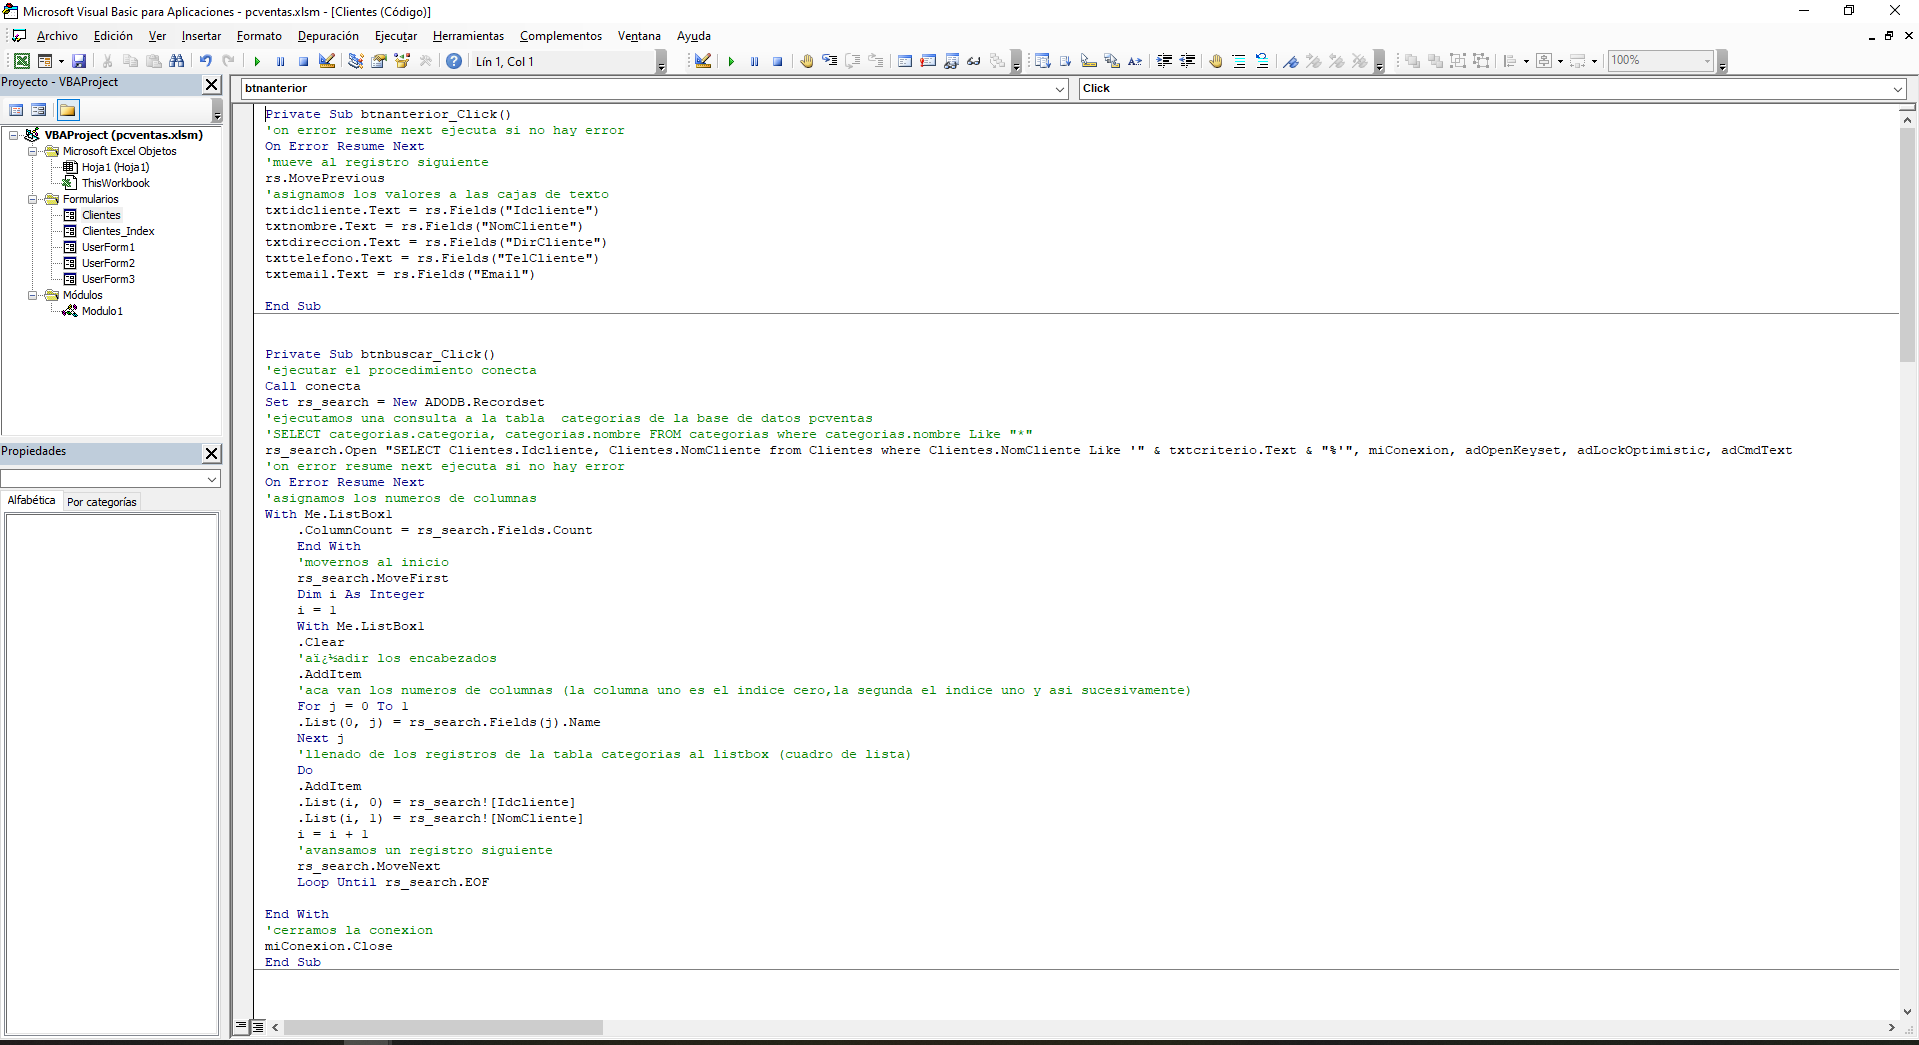 Microsoft Visual Basic para Aplicaciones - pcventas.xlsm - [Clientes (Código)]
Archivo Edición Ver Insertar Formato Depuración Ejecutar Herramientas Complementos Ventana Ayuda
Lín 1, Col 1
100%
Proyecto - VBAProject
VBAProject (pcventas.xlsm)
Microsoft Excel Objetos
Hoja1 (Hoja1)
ThisWorkbook
Formularios
Clientes
Clientes_Index
UserForm1
UserForm2
UserForm3
Módulos
Modulo1
Propiedades
Alfabética Por categorías
btnanterior Click
Private Sub btnanterior_Click()
'on error resume next ejecuta si no hay error
On Error Resume Next
'mueve al registro siguiente
rs.MovePrevious
'asignamos los valores a las cajas de texto
txtidcliente.Text = rs.Fields("Idcliente")
txtnombre.Text = rs.Fields("NomCliente")
txtdireccion.Text = rs.Fields("DirCliente")
txttelefono.Text = rs.Fields("TelCliente")
txtemail.Text = rs.Fields("Email")
End Sub
Private Sub btnbuscar_Click()
'ejecutar el procedimiento conecta
Call conecta
Set rs_search = New ADODB.Recordset
'ejecutamos una consulta a la tabla  categorias de la base de datos pcventas
'SELECT categorias.categoria, categorias.nombre FROM categorias where categorias.nombre Like "*"
rs_search.Open "SELECT Clientes.Idcliente, Clientes.NomCliente from Clientes where Clientes.NomCliente Like '" & txtcriterio.Text & "%'", miConexion, adOpenKeyset, adLockOptimistic, adCmdText
'on error resume next ejecuta si no hay error
On Error Resume Next
'asignamos los numeros de columnas
With Me.ListBox1
.ColumnCount = rs_search.Fields.Count
End With
'movernos al inicio
rs_search.MoveFirst
Dim i As Integer
i = 1
With Me.ListBox1
.Clear
'aï¿½adir los encabezados
.AddItem
'aca van los numeros de columnas (la columna uno es el indice cero,la segunda el indice uno y asi sucesivamente)
For j = 0 To 1
.List(0, j) = rs_search.Fields(j).Name
Next j
'llenado de los registros de la tabla categorias al listbox (cuadro de lista)
Do
.AddItem
.List(i, 0) = rs_search![Idcliente]
.List(i, 1) = rs_search![NomCliente]
i = i + 1
'avansamos un registro siguiente
rs_search.MoveNext
Loop Until rs_search.EOF
End With
'cerramos la conexion
miConexion.Close
End Sub